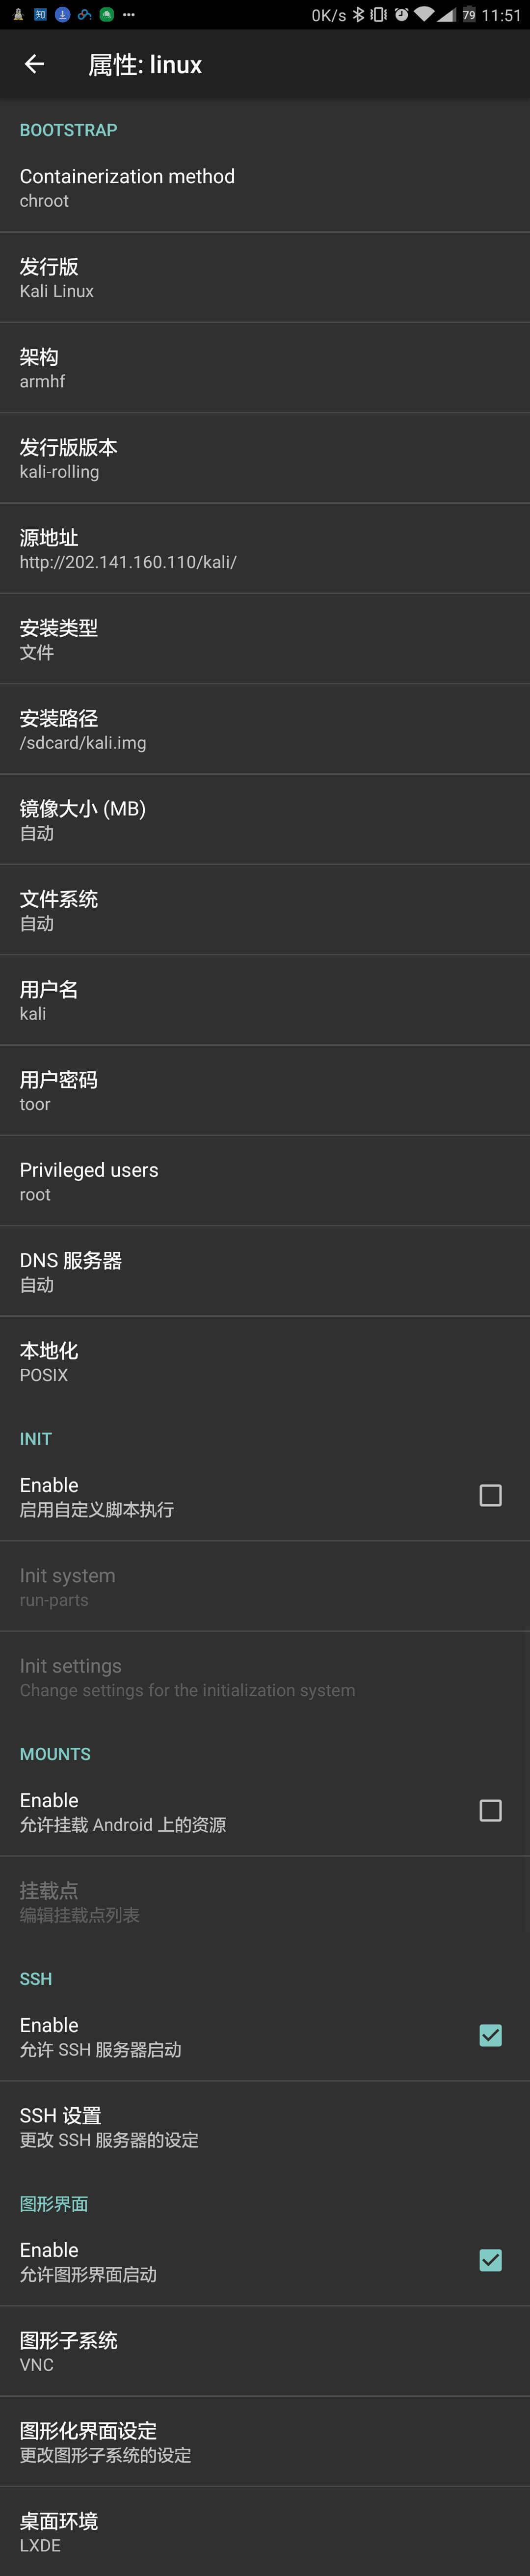 知 0K/s 79 11:51
属性: linux
BOOTSTRAP
Containerization method
chroot
发行版
Kali Linux
架构
armhf
发行版版本
kali-rolling
源地址
http://202.141.160.110/kali/
安装类型
文件
安装路径
/sdcard/kali.img
镜像大小 (MB)
自动
文件系统
自动
用户名
kali
用户密码
toor
Privileged users
root
DNS 服务器
自动
本地化
POSIX
INIT
Enable
启用自定义脚本执行
Init system
run-parts
Init settings
Change settings for the initialization system
MOUNTS
Enable
允许挂载 Android 上的资源
挂载点
编辑挂载点列表
SSH
Enable
允许 SSH 服务器启动
SSH 设置
更改 SSH 服务器的设定
图形界面
Enable
允许图形界面启动
图形子系统
VNC
图形化界面设定
更改图形子系统的设定
桌面环境
LXDE